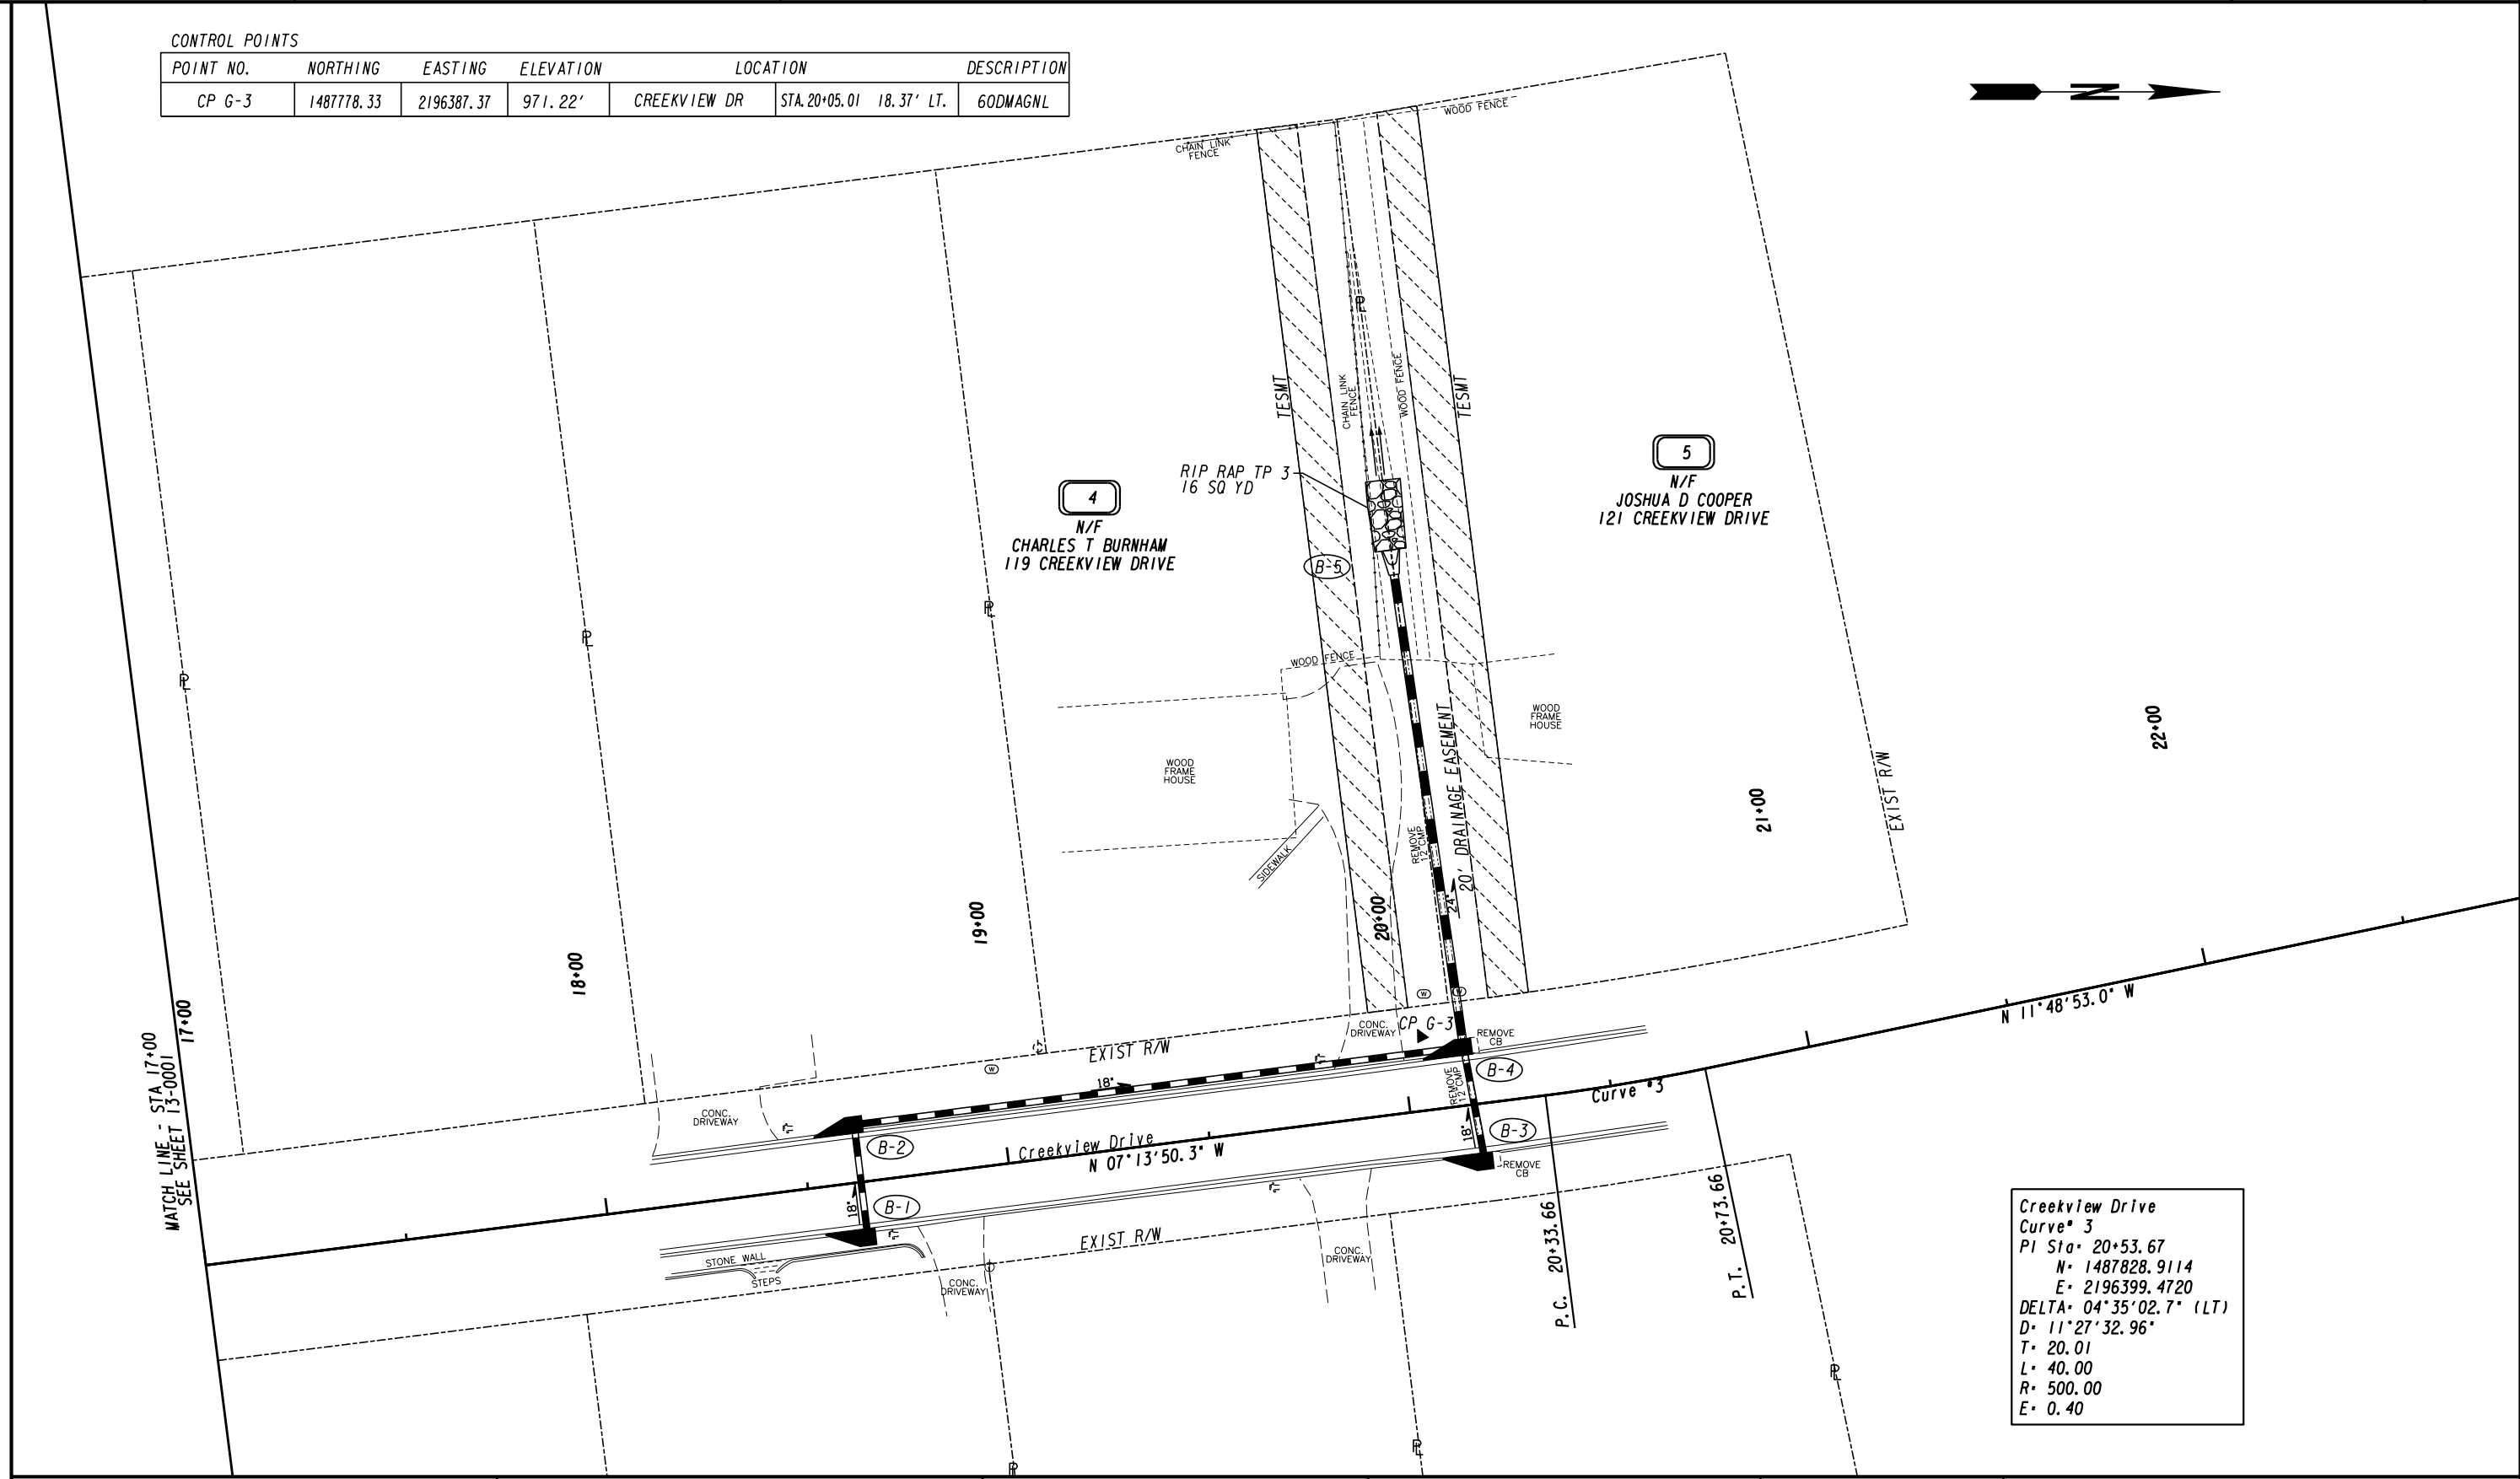 CONTROL POINTS
POINT NO. NORTHING EASTING ELEVATION LOCATION DESCRIPTION
CP G-3 1487778.33 2196387.37 971.22' CREEKVIEW DR STA.20+05.01 18.37' LT. 60DMAGNL
N
WOOD FENCE
CHAIN LINK
FENCE
PL
TESMT
CHAIN LINK
FENCE
WOOD FENCE
TESMT
RIP RAP TP 3
16 SQ YD
4
N/F
CHARLES T BURNHAM
119 CREEKVIEW DRIVE
5
N/F
JOSHUA D COOPER
121 CREEKVIEW DRIVE
B-5
PL
PL
PL
WOOD FENCE
WOOD
FRAME
HOUSE
WOOD
FRAME
HOUSE
SIDEWALK
REMOVE
12" CMP
20' DRAINAGE EASEMENT
24"
EXIST R/W
17+00
18+00
19+00
20+00
21+00
22+00
W
W
W
CONC.
DRIVEWAY
CP G-3
REMOVE
CB
EXIST R/W
18"
REMOVE
12" CMP
B-4
MATCH LINE - STA 17+00
SEE SHEET 13-0001
CONC.
DRIVEWAY
B-2
Creekview Drive
N 07°13'50.3" W
18"
B-3
REMOVE
CB
Curve #3
N 11°48'53.0" W
18"
B-1
STONE WALL
STEPS
CONC.
DRIVEWAY
EXIST R/W
CONC.
DRIVEWAY
P.C. 20+33.66
P.T. 20+73.66
PL
PL
PL
Creekview Drive
Curve# 3
PI Sta= 20+53.67
N= 1487828.9114
E= 2196399.4720
DELTA= 04°35'02.7" (LT)
D= 11°27'32.96"
T= 20.01
L= 40.00
R= 500.00
E= 0.40